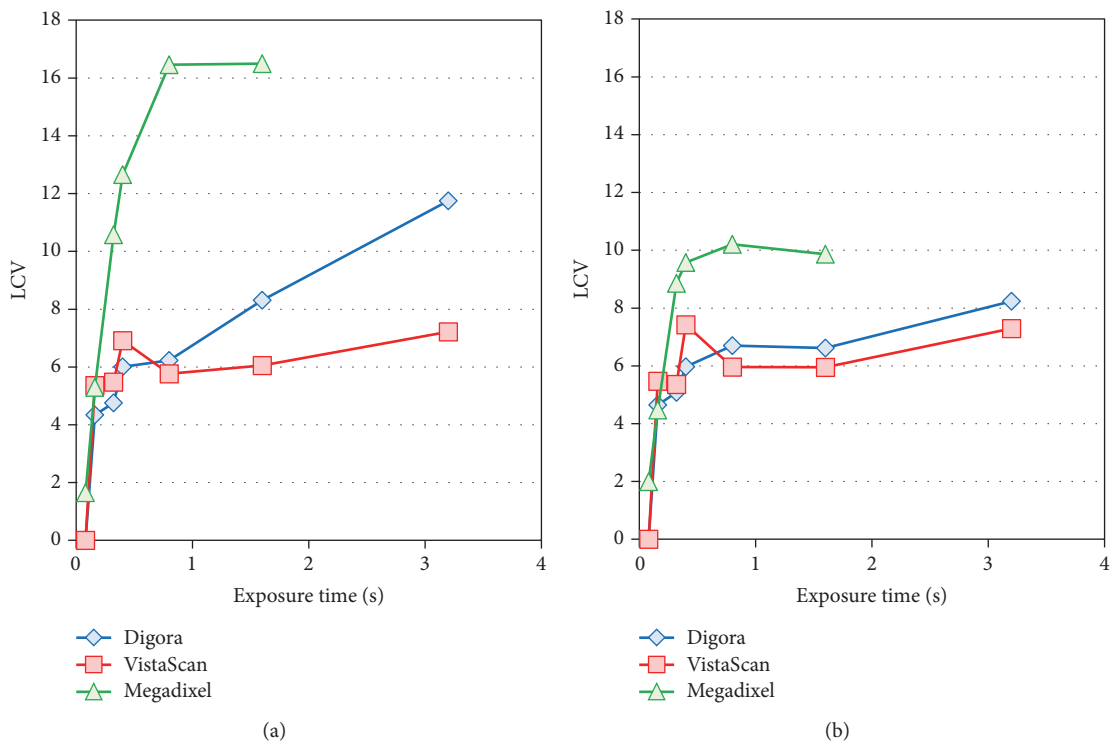 18
16
14
12
10
8
6
4
2
0
LCV
0 1 2 3 4
Exposure time (s)
Digora
VistaScan
Megadixel
(a)
18
16
14
12
10
8
6
4
2
0
LCV
0 1 2 3 4
Exposure time (s)
Digora
VistaScan
Megadixel
(b)